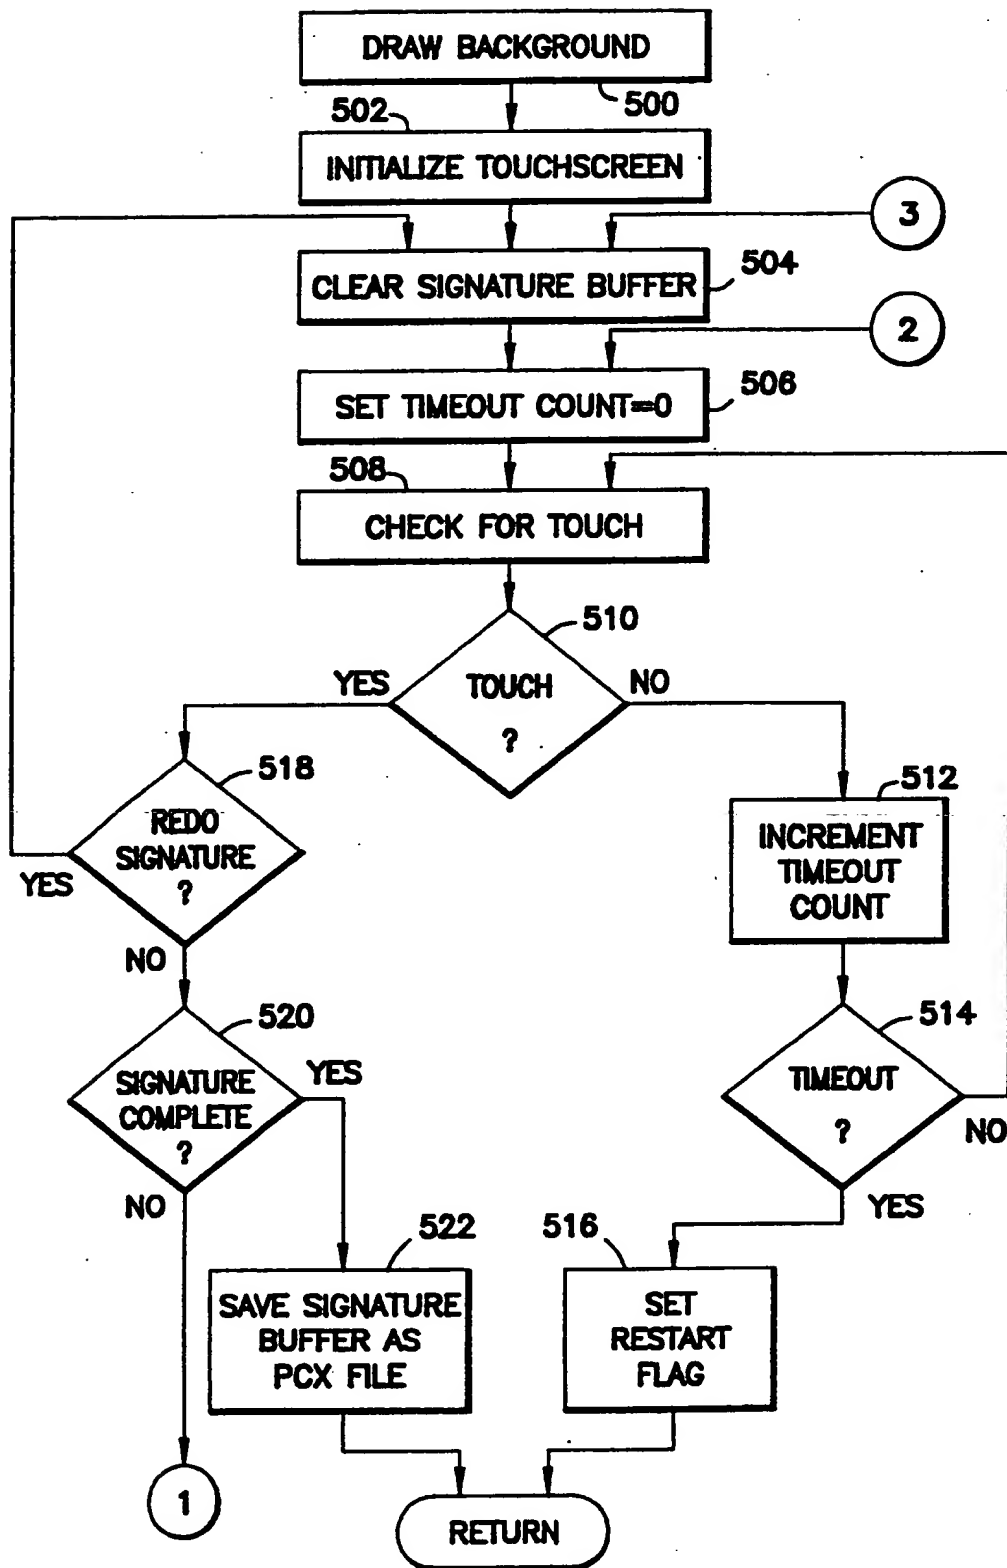 DRAW BACKGROUND
500
502
INITIALIZE TOUCHSCREEN
3
CLEAR SIGNATURE BUFFER
504
2
SET TIMEOUT COUNT=0
506
508
CHECK FOR TOUCH
510
TOUCH
?
YES
NO
518
REDO
SIGNATURE
?
YES
NO
512
INCREMENT
TIMEOUT
COUNT
520
SIGNATURE
COMPLETE
?
YES
NO
514
TIMEOUT
?
NO
YES
522
SAVE SIGNATURE
BUFFER AS
PCX FILE
516
SET
RESTART
FLAG
1
RETURN